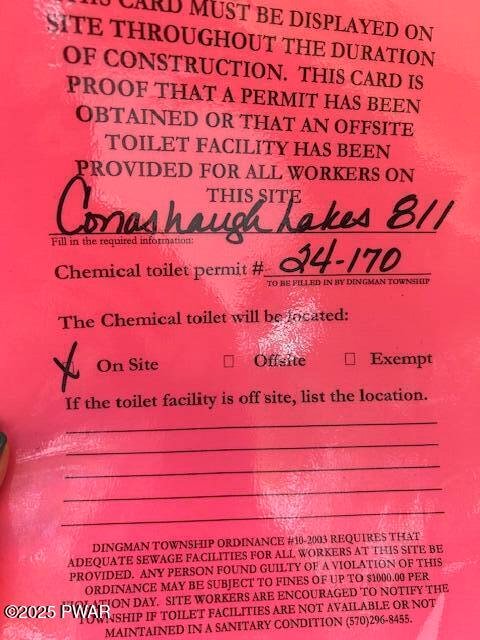 THIS CARD MUST BE DISPLAYED ON
SITE THROUGHOUT THE DURATION
OF CONSTRUCTION. THIS CARD IS
PROOF THAT A PERMIT HAS BEEN
OBTAINED OR THAT AN OFFSITE
TOILET FACILITY HAS BEEN
PROVIDED FOR ALL WORKERS ON
THIS SITE
Conashaugh Lakes 811
Fill in the required information:
Chemical toilet permit # 24-170
TO BE FILLED IN BY DINGMAN TOWNSHIP
The Chemical toilet will be located:
X On Site □ Offsite □ Exempt
If the toilet facility is off site, list the location.
DINGMAN TOWNSHIP ORDINANCE #10-2003 REQUIRES THAT
ADEQUATE SEWAGE FACILITIES FOR ALL WORKERS AT THIS SITE BE
PROVIDED. ANY PERSON FOUND GUILTY OF A VIOLATION OF THIS
ORDINANCE MAY BE SUBJECT TO FINES OF UP TO $1000.00 PER
VIOLATION DAY. SITE WORKERS ARE ENCOURAGED TO NOTIFY THE
TOWNSHIP IF TOILET FACILITIES ARE NOT AVAILABLE OR NOT
MAINTAINED IN A SANITARY CONDITION (570)296-8455.
©2025 PWAR